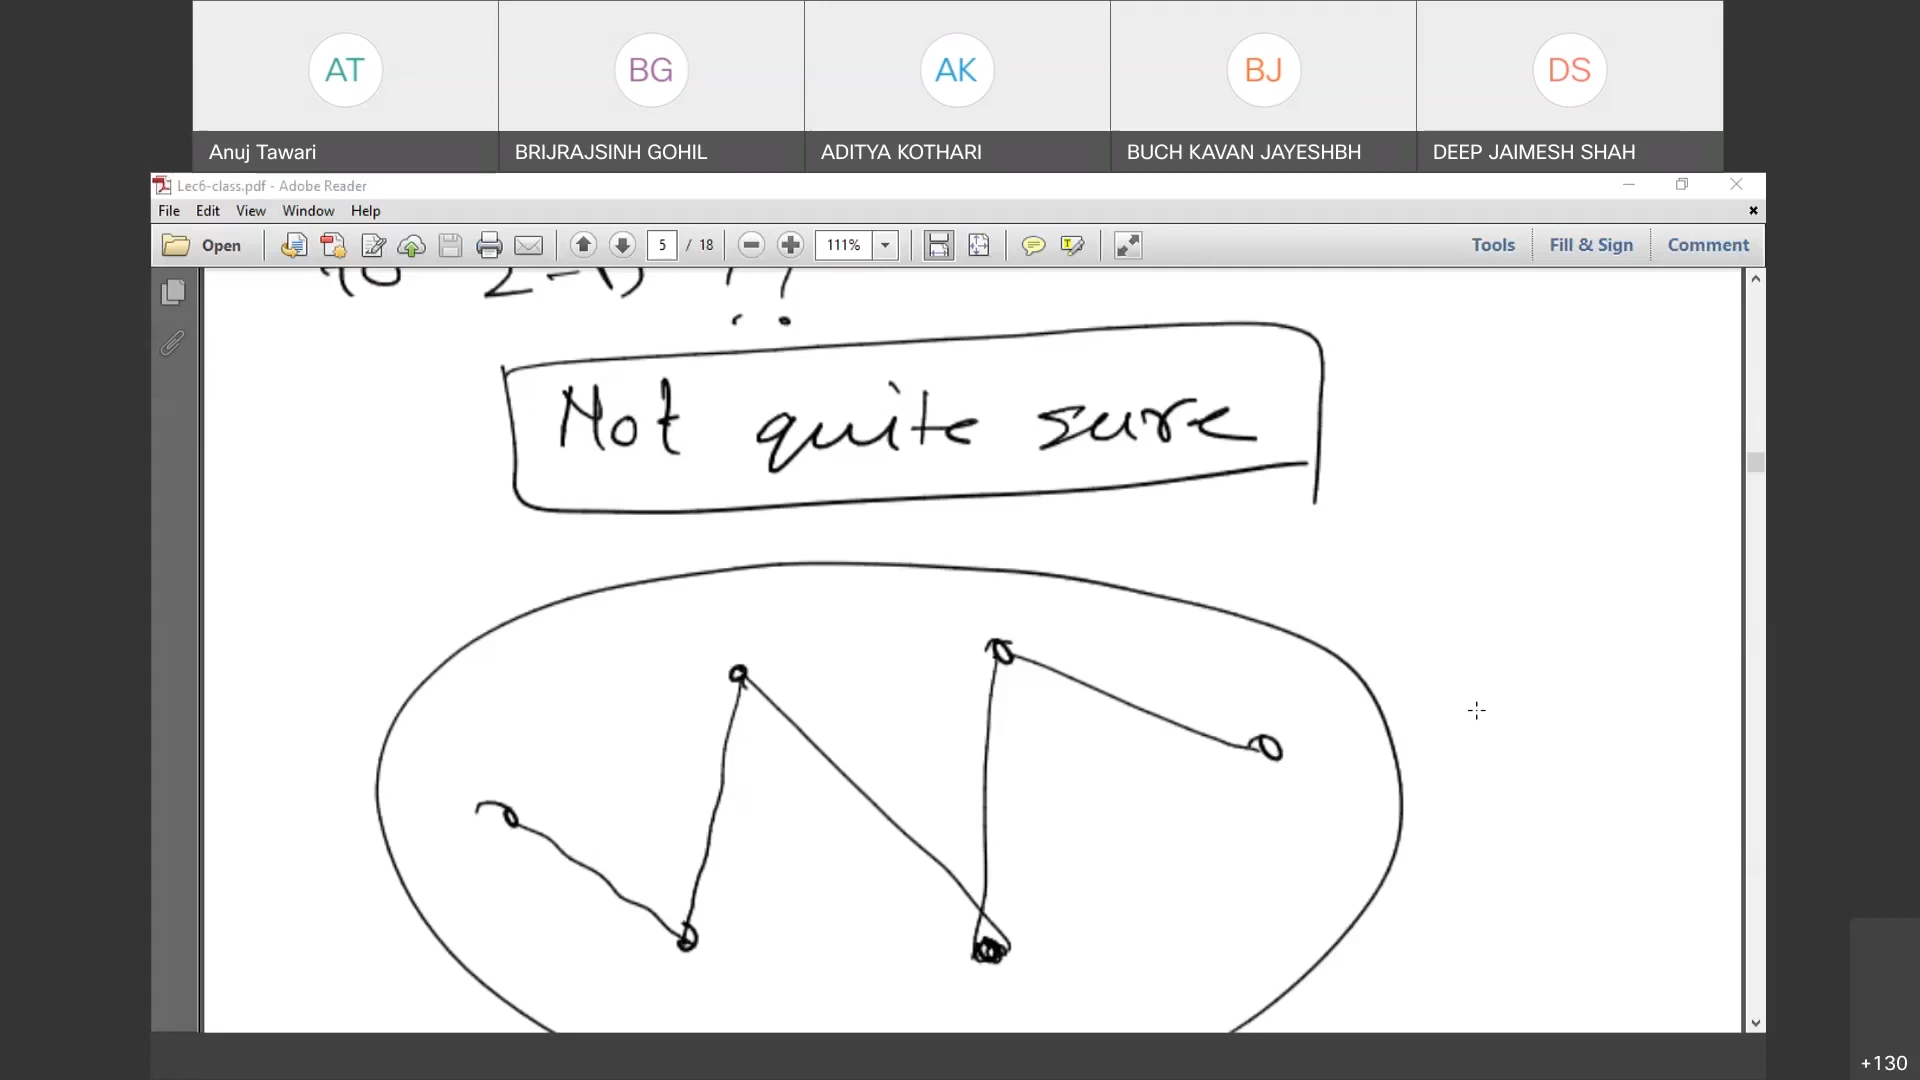 AT BG AK BJ DS
Anuj Tawari BRIJRAJSINH GOHIL ADITYA KOTHARI BUCH KAVAN JAYESHBH DEEP JAIMESH SHAH
Lec6-class.pdf - Adobe Reader
File Edit View Window Help
Open 5 / 18 111% Tools Fill & Sign Comment
Not quite sure
+130